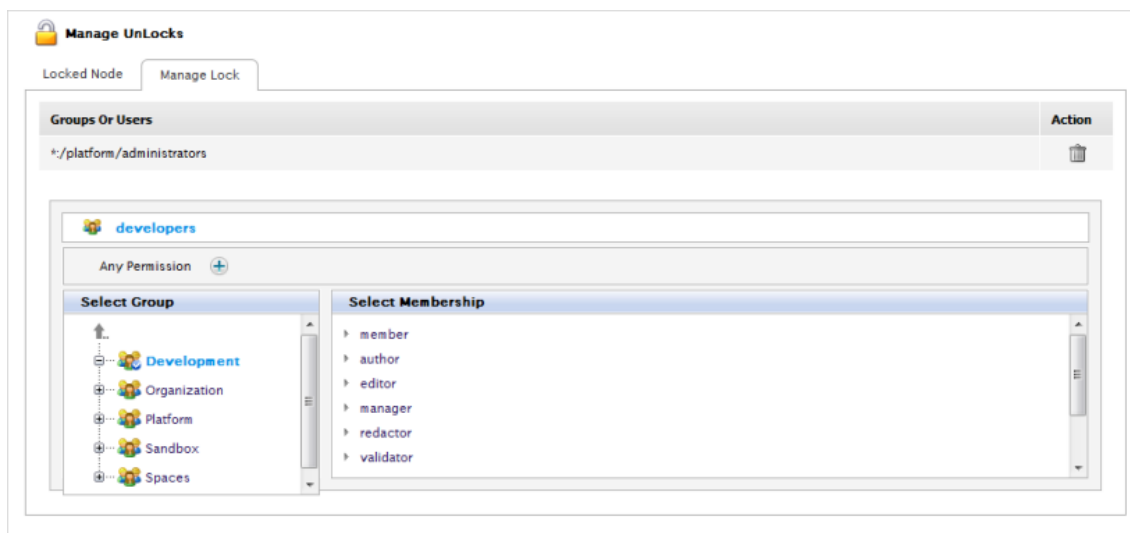 Manage UnLocks
Locked Node
Manage Lock
Groups Or Users
Action
*:/platform/administrators
developers
Any Permission
Select Group
Select Membership
Development
Organization
Platform
Sandbox
Spaces
member
author
editor
manager
redactor
validator